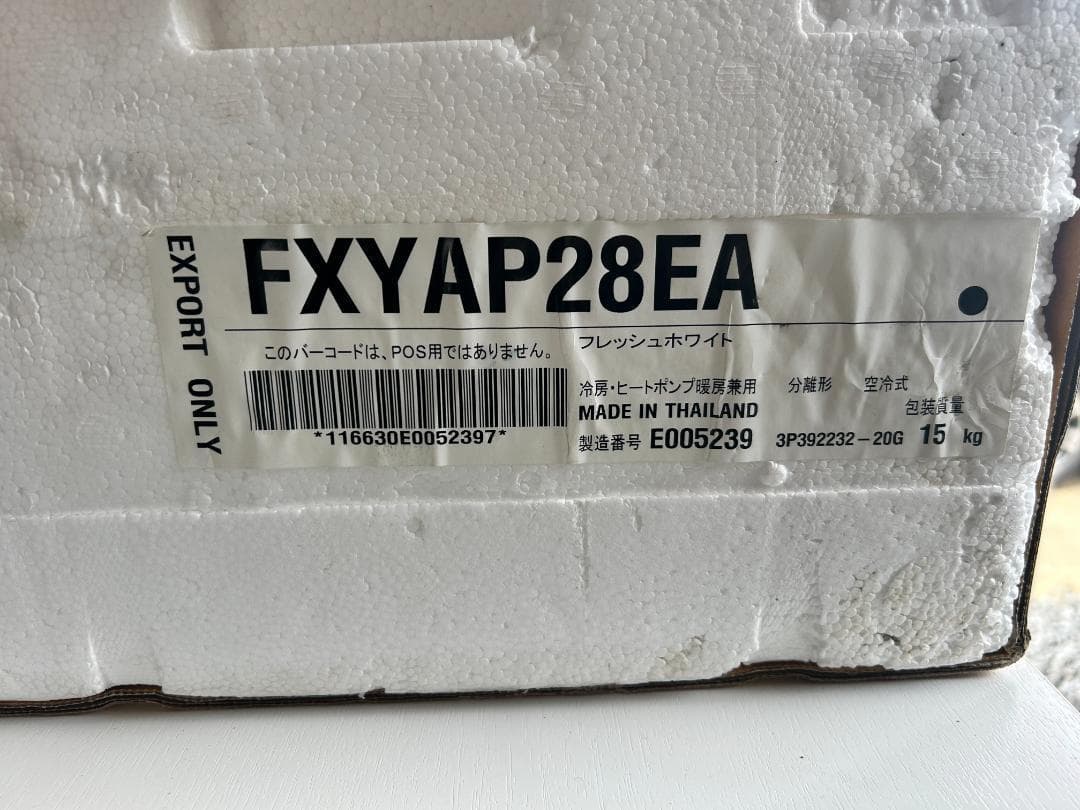 EXPORT ONLY
FXYAP28EA
このバーコードは、POS用ではありません。
フレッシュホワイト
*116630E0052397*
冷房・ヒートポンプ暖房兼用 分離形 空冷式
MADE IN THAILAND 包装質量
製造番号 E005239 3P392232-20G 15 kg